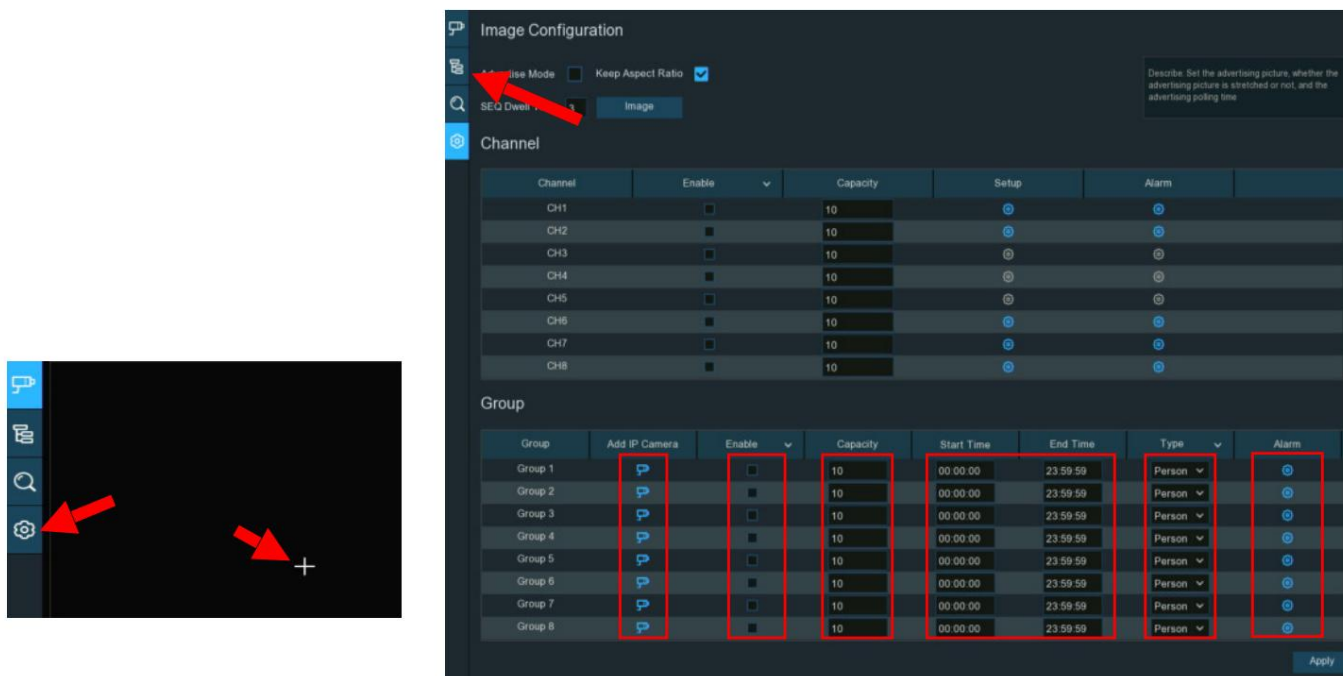 Image Configuration
Mode Keep Aspect Ratio
SEQ Dwell 3 Image
Describe: Set the advertising picture, whether the
advertising picture is stretched or not, and the
advertising polling time
Channel
Channel Enable Capacity Setup Alarm
CH1 10
CH2 10
CH3 10
CH4 10
CH5 10
CH6 10
CH7 10
CH8 10
Group
Group Add IP Camera Enable Capacity Start Time End Time Type Alarm
Group 1 10 00:00:00 23:59:59 Person
Group 2 10 00:00:00 23:59:59 Person
Group 3 10 00:00:00 23:59:59 Person
Group 4 10 00:00:00 23:59:59 Person
Group 5 10 00:00:00 23:59:59 Person
Group 6 10 00:00:00 23:59:59 Person
Group 7 10 00:00:00 23:59:59 Person
Group 8 10 00:00:00 23:59:59 Person
Apply